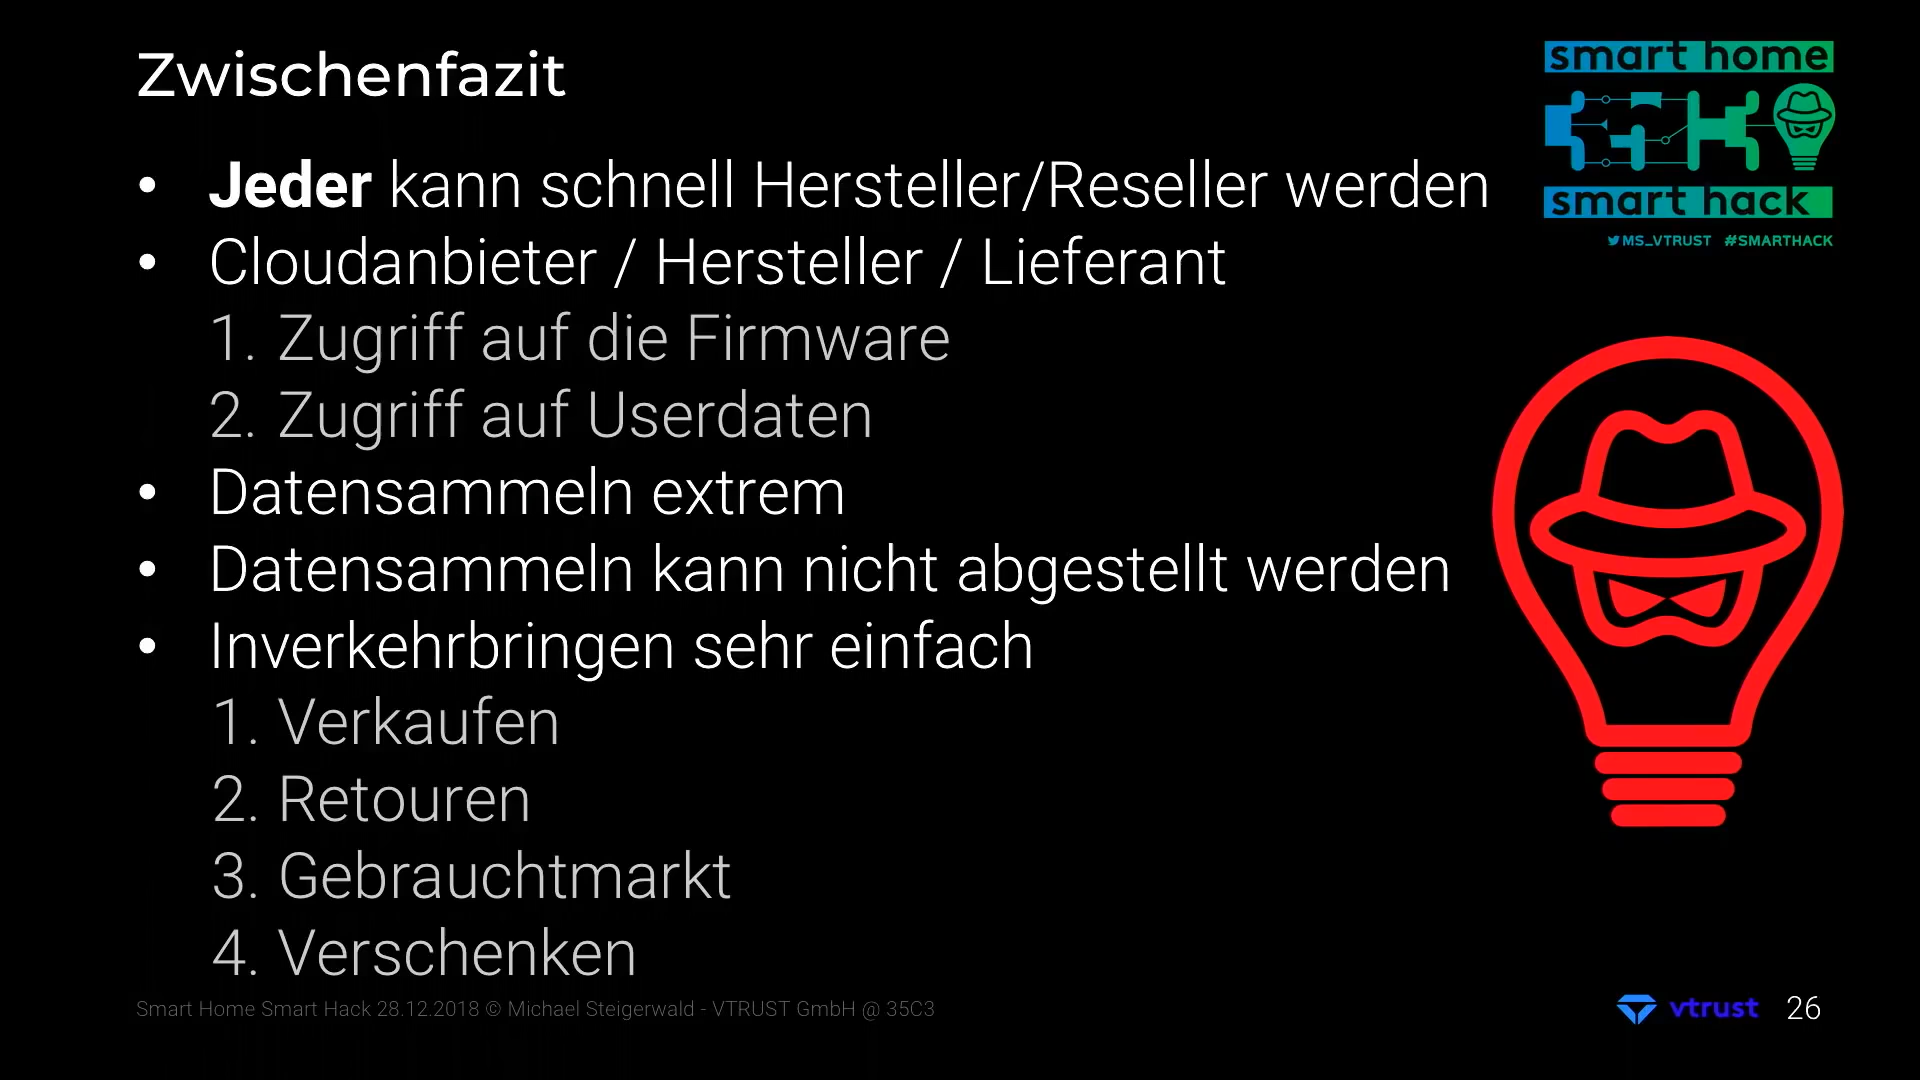 Zwischenfazit
smart home
35C3
smart hack
MS_VTRUST #SMARTHACK
• Jeder kann schnell Hersteller/Reseller werden
• Cloudanbieter / Hersteller / Lieferant
1. Zugriff auf die Firmware
2. Zugriff auf Userdaten
• Datensammeln extrem
• Datensammeln kann nicht abgestellt werden
• Inverkehrbringen sehr einfach
1. Verkaufen
2. Retouren
3. Gebrauchtmarkt
4. Verschenken
Smart Home Smart Hack 28.12.2018 © Michael Steigerwald - VTRUST GmbH @ 35C3
vtrust 26